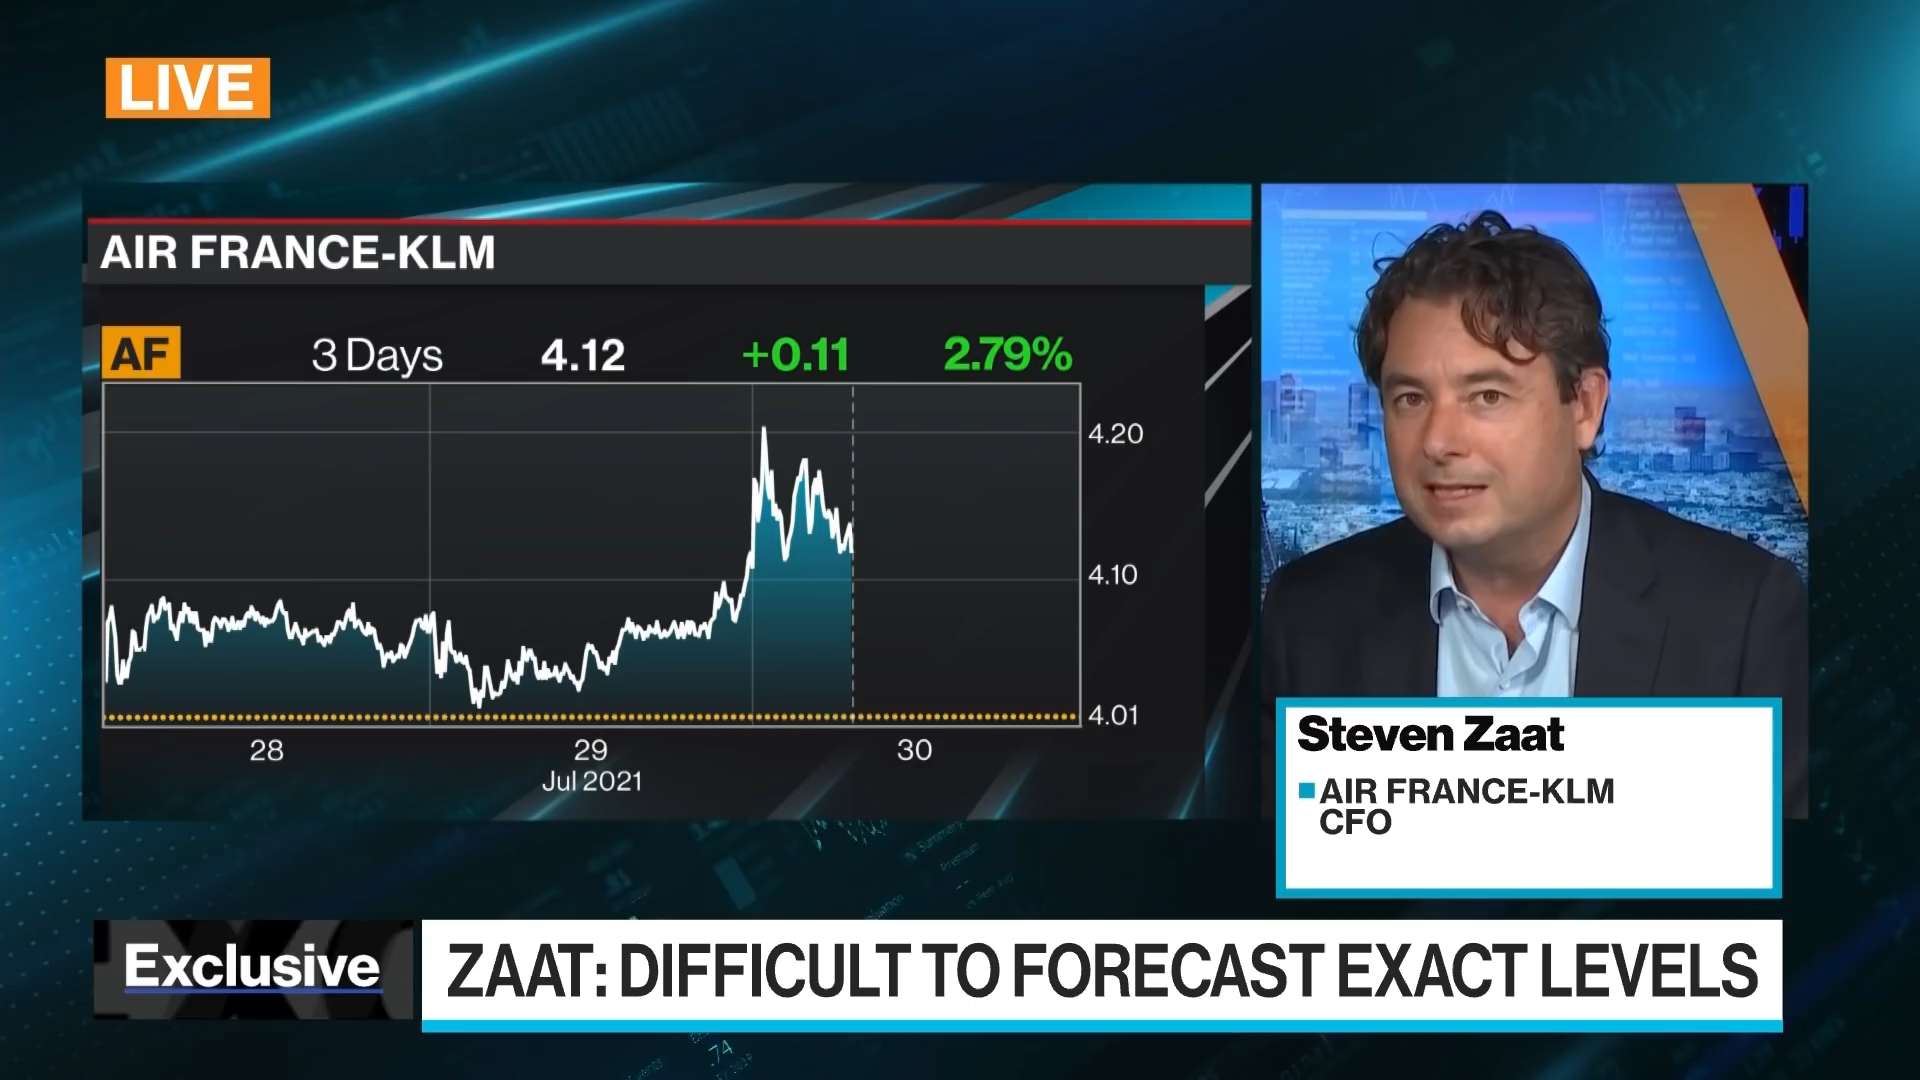 LIVE
AIR FRANCE-KLM
AF 3 Days 4.12 +0.11 2.79%
4.20
4.10
4.01
28 29 30
Jul 2021
Steven Zaat
AIR FRANCE-KLM
CFO
Exclusive
ZAAT: DIFFICULT TO FORECAST EXACT LEVELS
74